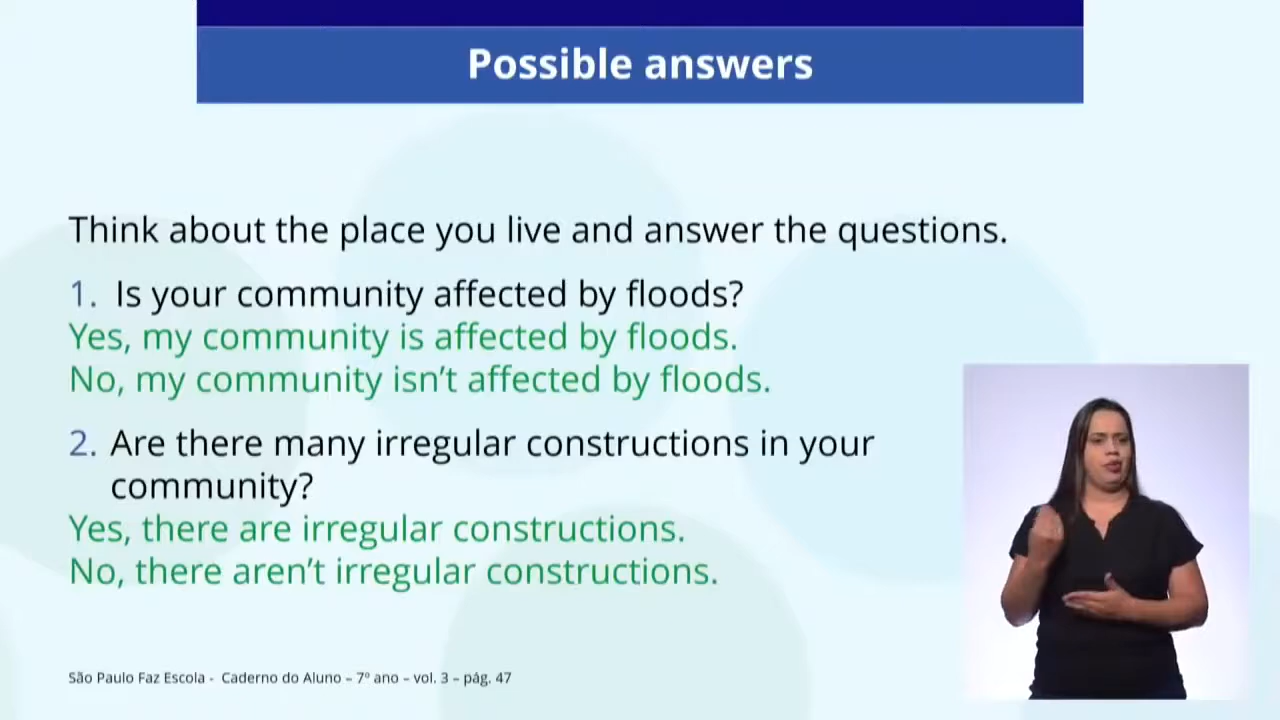 Possible answers
Think about the place you live and answer the questions.
1. Is your community affected by floods?
Yes, my community is affected by floods.
No, my community isn’t affected by floods.
2. Are there many irregular constructions in your
community?
Yes, there are irregular constructions.
No, there aren’t irregular constructions.
São Paulo Faz Escola - Caderno do Aluno – 7º ano – vol. 3 – pág. 47